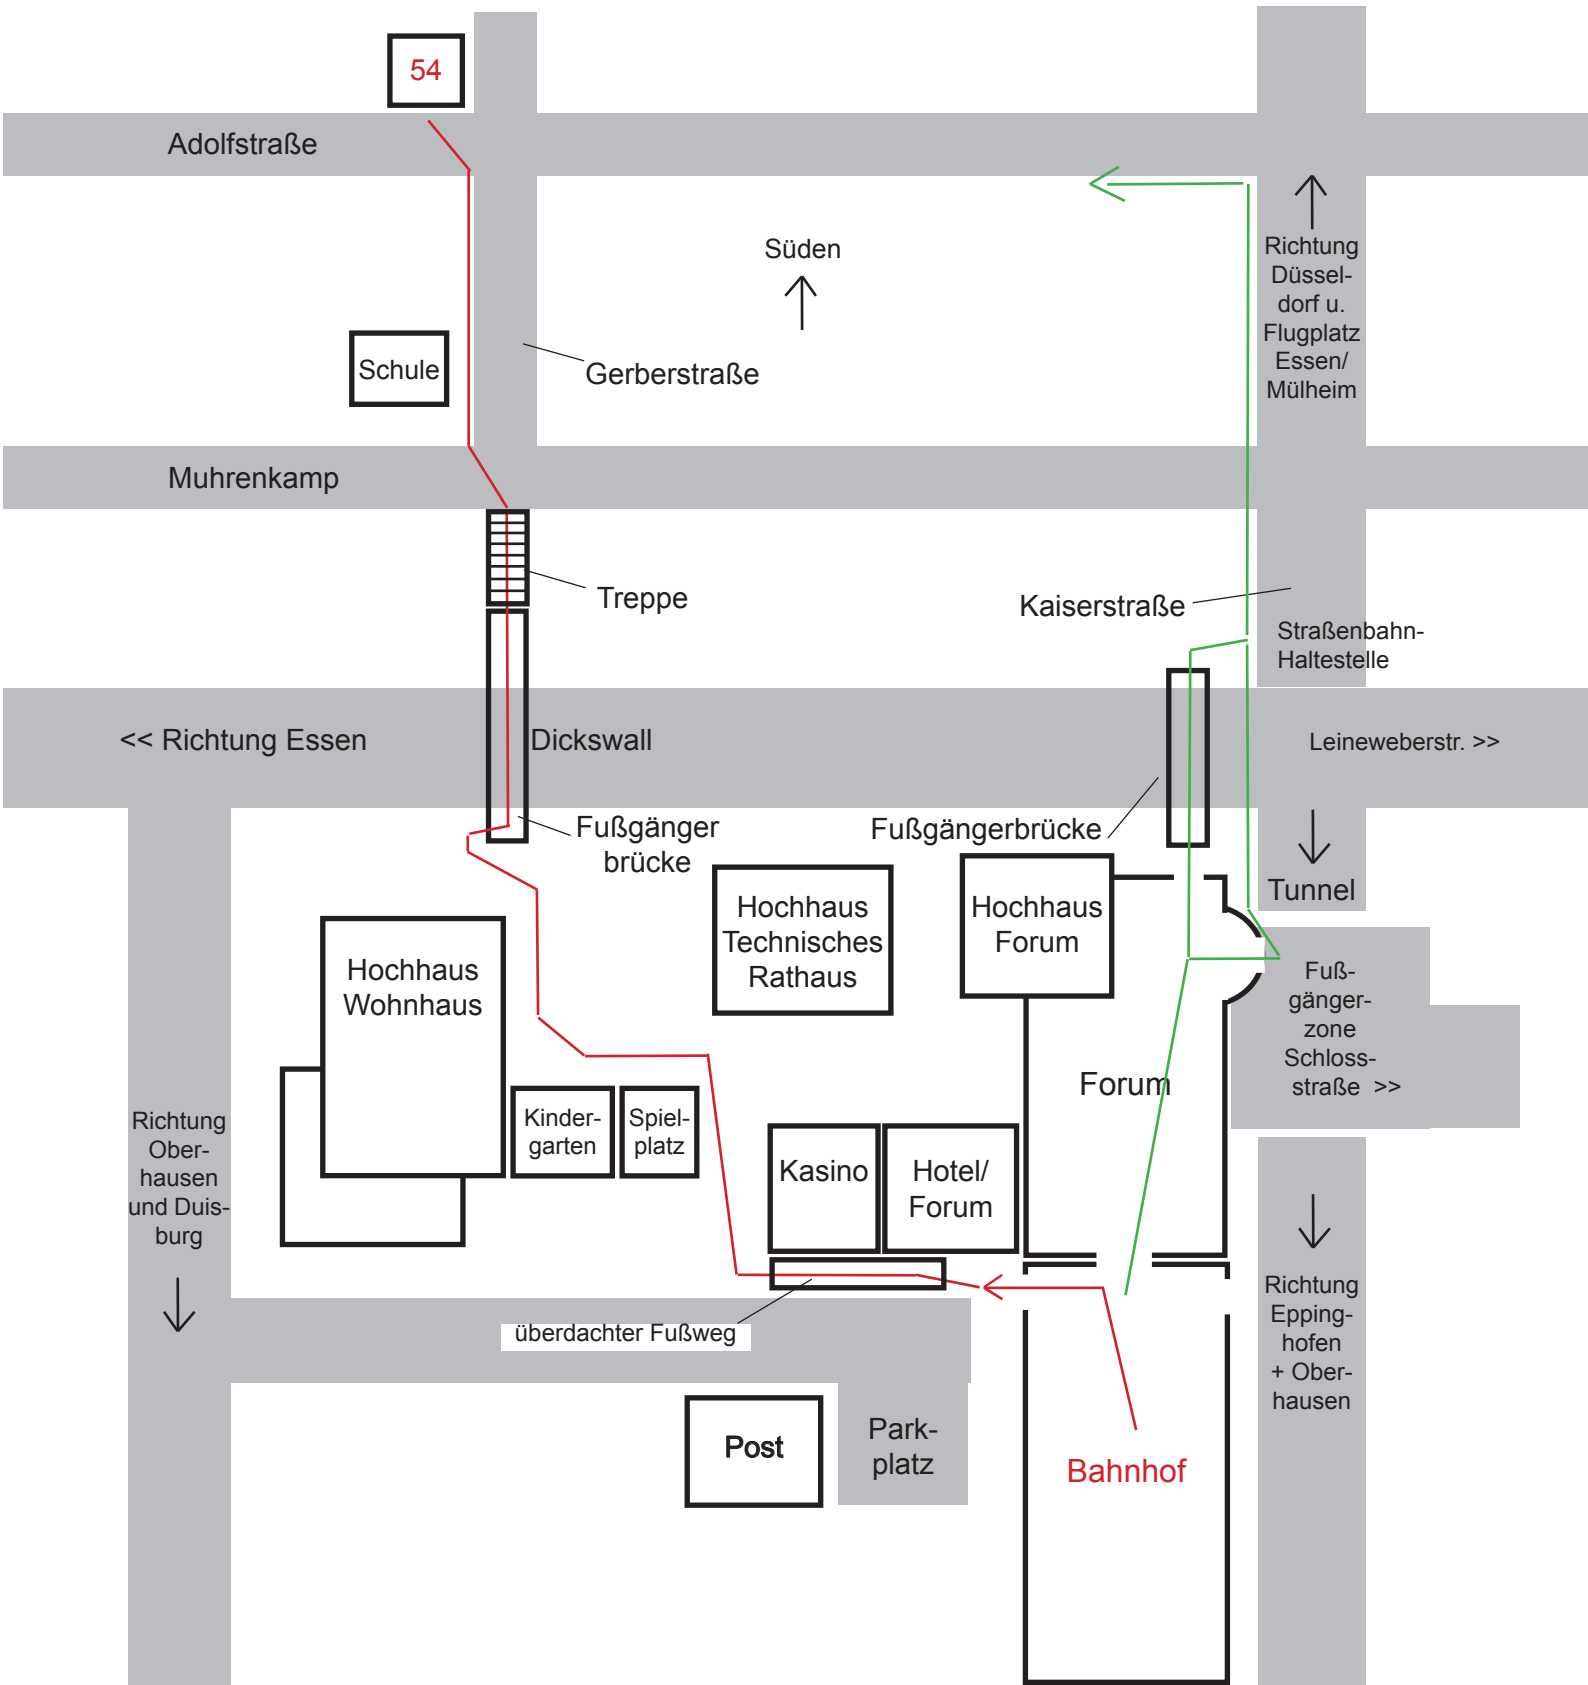 54
Adolfstraße
Süden
Richtung
Düssel-
dorf u.
Flugplatz
Essen/
Mülheim
Schule
Gerberstraße
Muhrenkamp
Treppe
Kaiserstraße
Straßenbahn-
Haltestelle
<< Richtung Essen
Dickswall
Leineweberstr. >>
Fußgänger
brücke
Fußgängerbrücke
Tunnel
Hochhaus
Technisches
Rathaus
Hochhaus
Forum
Hochhaus
Wohnhaus
Fuß-
gänger-
zone
Schloss-
straße >>
Forum
Kinder-
garten
Spiel-
platz
Richtung
Ober-
hausen
und Duis-
burg
Kasino
Hotel/
Forum
überdachter Fußweg
Richtung
Epping-
hofen
+ Ober-
hausen
Post
Park-
platz
Bahnhof